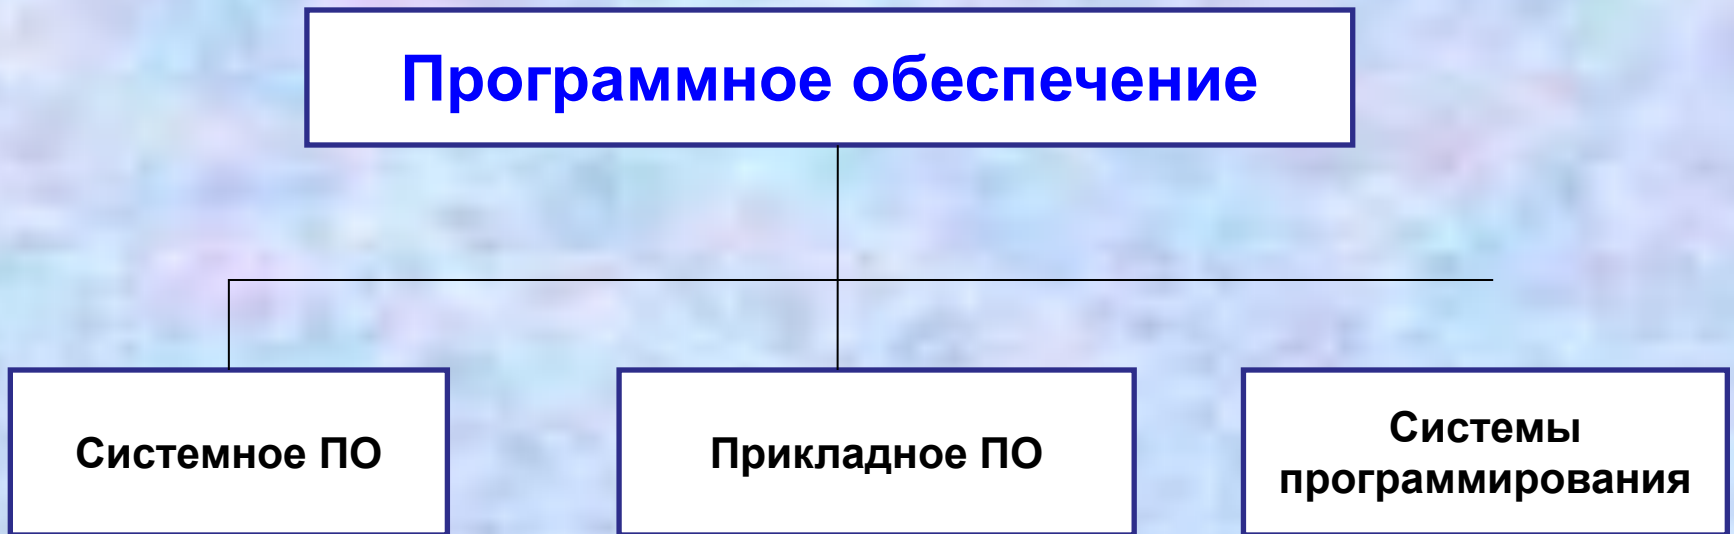 Программное обеспечение
Системное ПО
Прикладное ПО
Системы
программирования